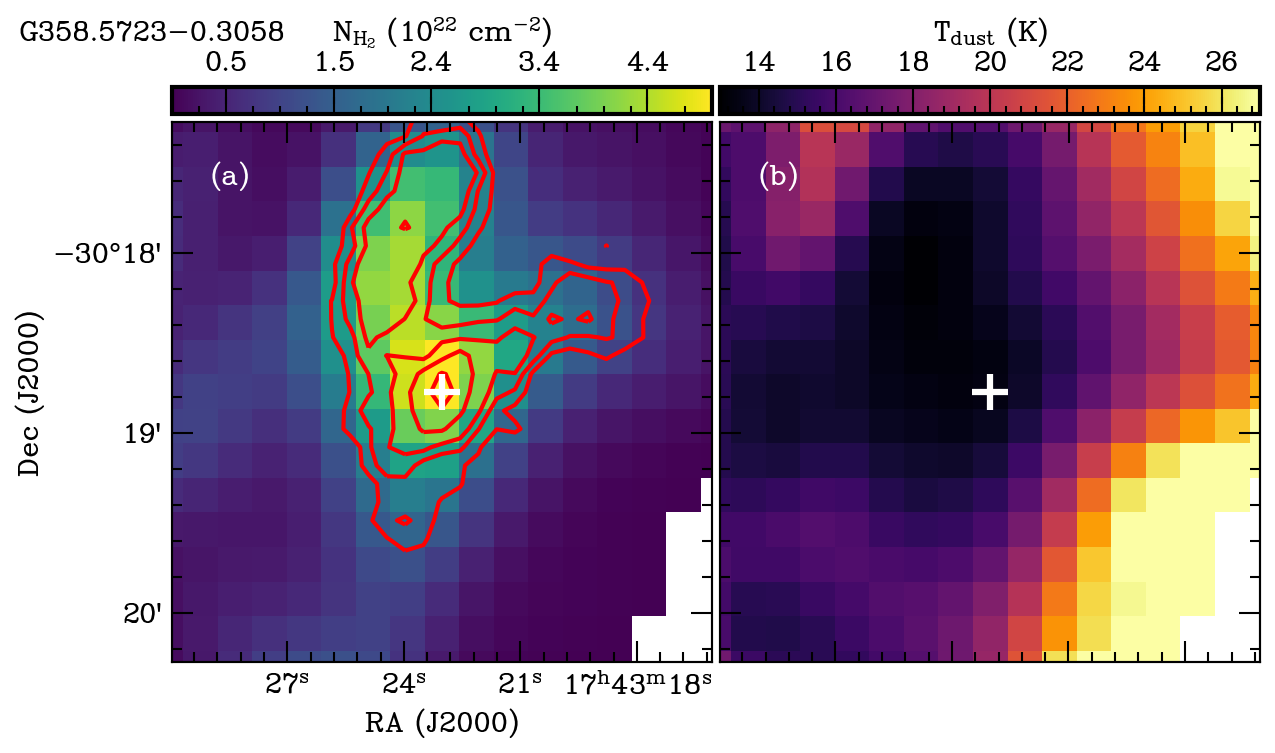 G358.5723−0.3058 N_H₂ (10²² cm⁻²) T_dust (K)
0.5 1.5 2.4 3.4 4.4 14 16 18 20 22 24 26
(a) (b)
−30°18'
19'
20'
Dec (J2000)
27ˢ 24ˢ 21ˢ 17ʰ43ᵐ18ˢ
RA (J2000)